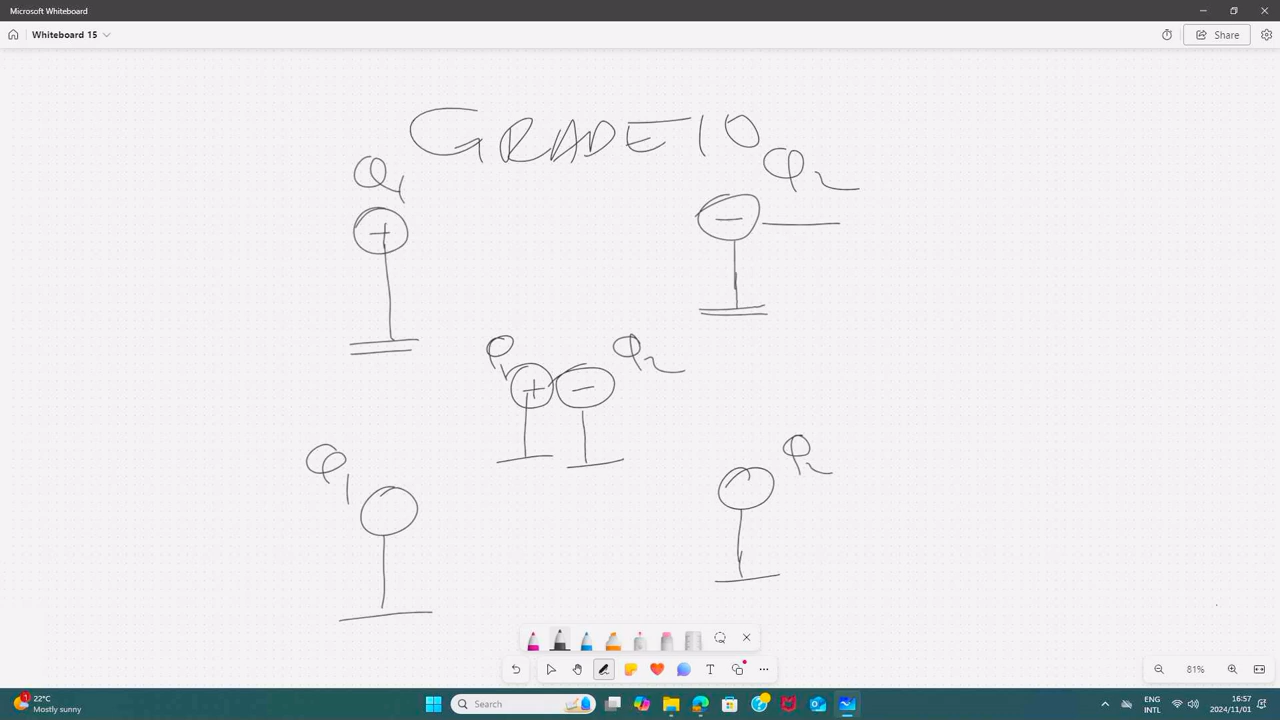 Microsoft Whiteboard
Whiteboard 15
Share
GRADE 10
Q1
Q2
+
−
Q1
Q2
+
−
Q1
Q2
81%
22°C
Mostly sunny
Search
ENG
INTL
16:57
2024/11/01